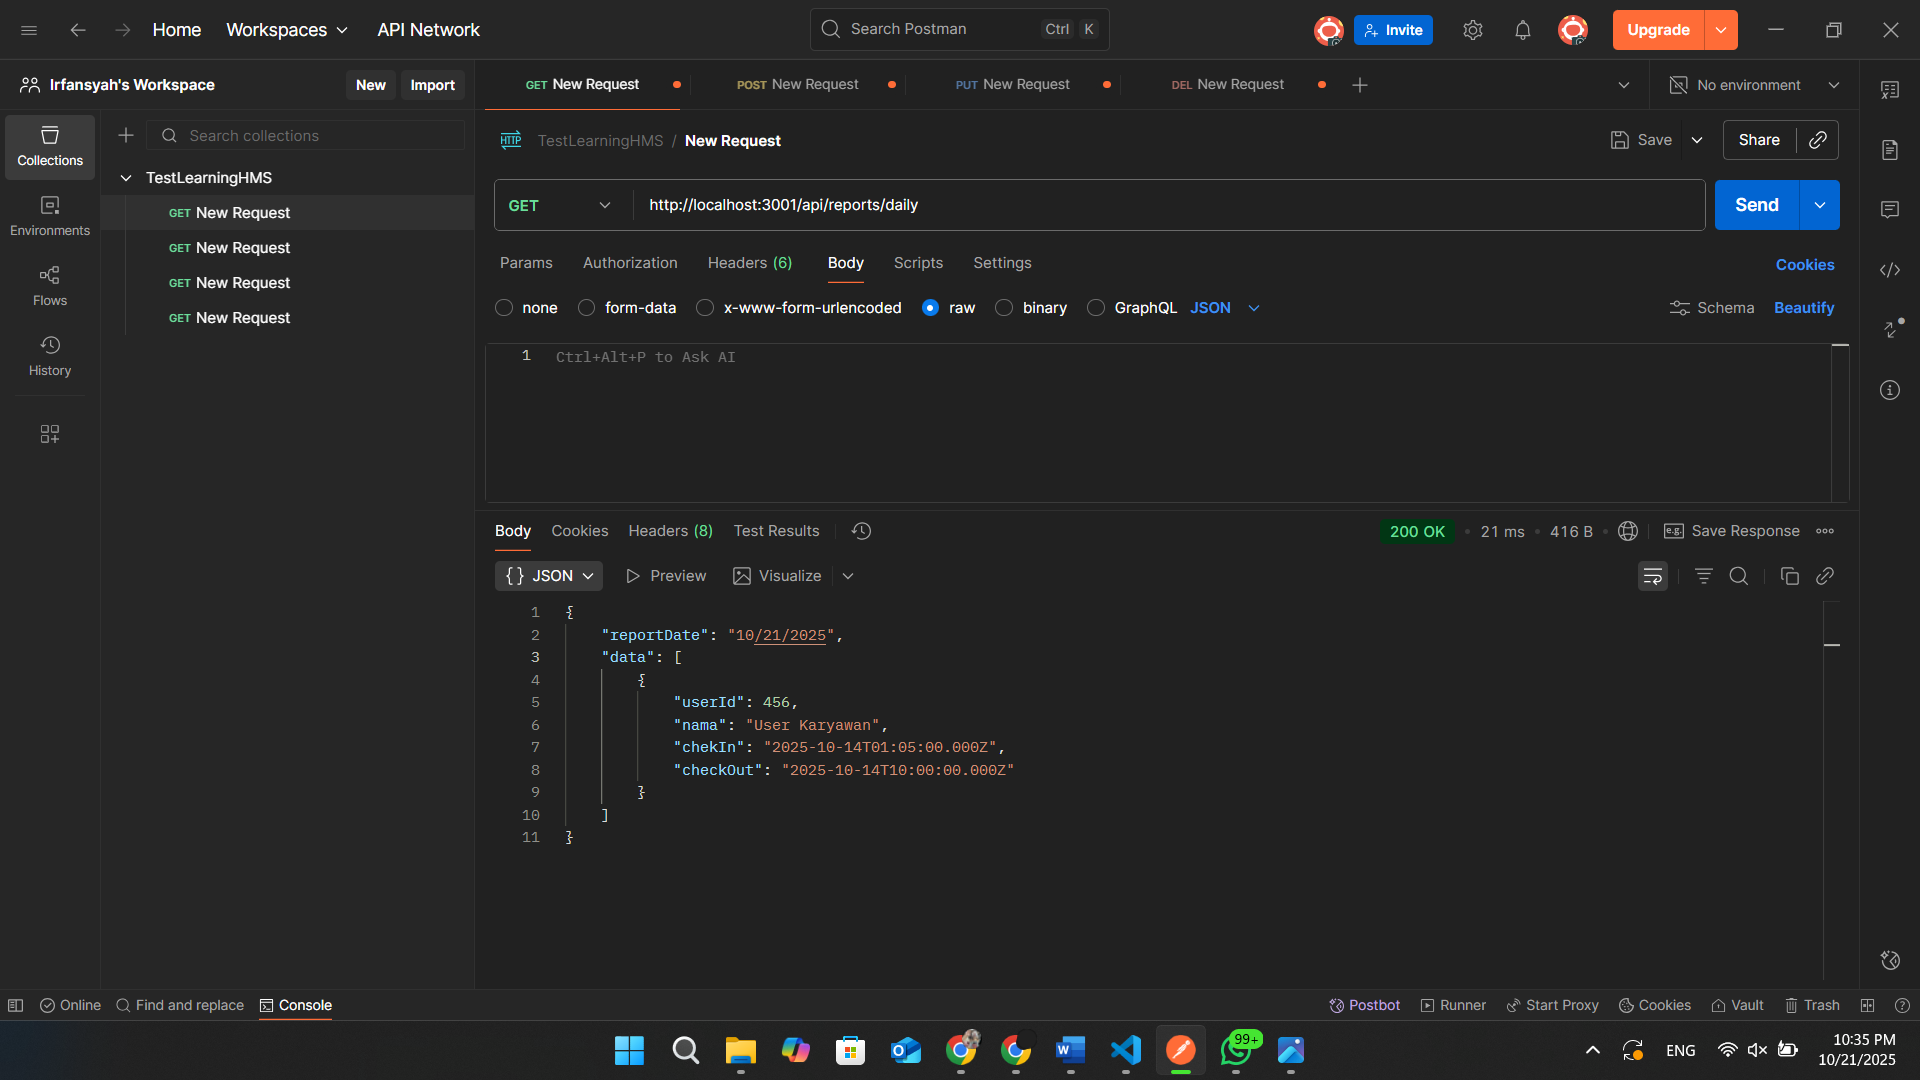 Home Workspaces API Network Search Postman Ctrl K Invite Upgrade
Irfansyah's Workspace New Import GET New Request POST New Request PUT New Request DEL New Request No environment
Collections
Search collections
Environments
Flows
History
TestLearningHMS
GET New Request
GET New Request
GET New Request
GET New Request
HTTP TestLearningHMS / New Request Save Share
GET http://localhost:3001/api/reports/daily Send
Params Authorization Headers (6) Body Scripts Settings Cookies
none form-data x-www-form-urlencoded raw binary GraphQL JSON Schema Beautify
1 Ctrl+Alt+P to Ask AI
Body Cookies Headers (8) Test Results 200 OK • 21 ms • 416 B • e.g. Save Response
{} JSON Preview Visualize
1 {
2 "reportDate": "10/21/2025",
3 "data": [
4 {
5 "userId": 456,
6 "nama": "User Karyawan",
7 "chekIn": "2025-10-14T01:05:00.000Z",
8 "checkOut": "2025-10-14T10:00:00.000Z"
9 }
10 ]
11 }
Online Find and replace Console Postbot Runner Start Proxy Cookies Vault Trash
99+ ENG 10:35 PM
10/21/2025